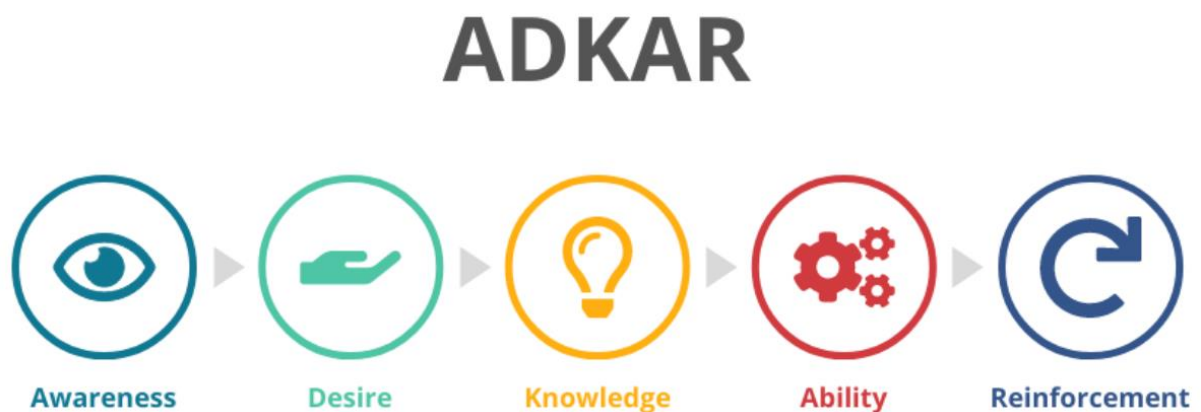 ADKAR
Awareness
Desire
Knowledge
Ability
Reinforcement